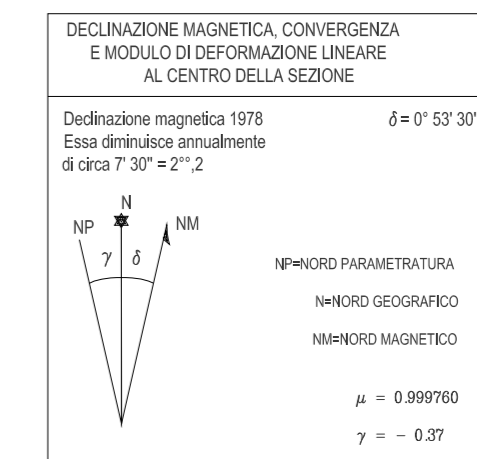 DECLINAZIONE MAGNETICA, CONVERGENZA
E MODULO DI DEFORMAZIONE LINEARE
AL CENTRO DELLA SEZIONE
Declinazione magnetica 1978 δ = 0° 53' 30"
Essa diminuisce annualmente
di circa 7' 30" = 2°°,2
N
NP NM
γ δ
NP=NORD PARAMETRATURA
N=NORD GEOGRAFICO
NM=NORD MAGNETICO
μ = 0.999760
γ = − 0.37